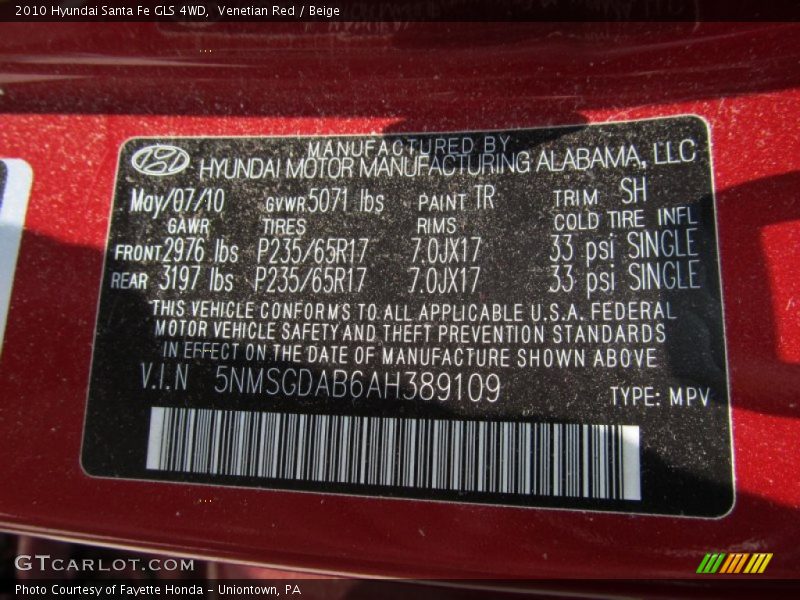 2010 Hyundai Santa Fe GLS 4WD,  Venetian Red / Beige
MANUFACTURED BY
HYUNDAI MOTOR MANUFACTURING ALABAMA, LLC
May/07/10 GVWR 5071 lbs PAINT TR TRIM SH
GAWR TIRES RIMS COLD TIRE INFL
FRONT 2976 lbs P235/65R17 7.0JX17 33 psi SINGLE
REAR 3197 lbs P235/65R17 7.0JX17 33 psi SINGLE
THIS VEHICLE CONFORMS TO ALL APPLICABLE U.S.A. FEDERAL
MOTOR VEHICLE SAFETY AND THEFT PREVENTION STANDARDS
IN EFFECT ON THE DATE OF MANUFACTURE SHOWN ABOVE
V.I.N 5NMSGDAB6AH389109 TYPE: MPV
GTCARLOT.COM
Photo Courtesy of Fayette Honda - Uniontown, PA